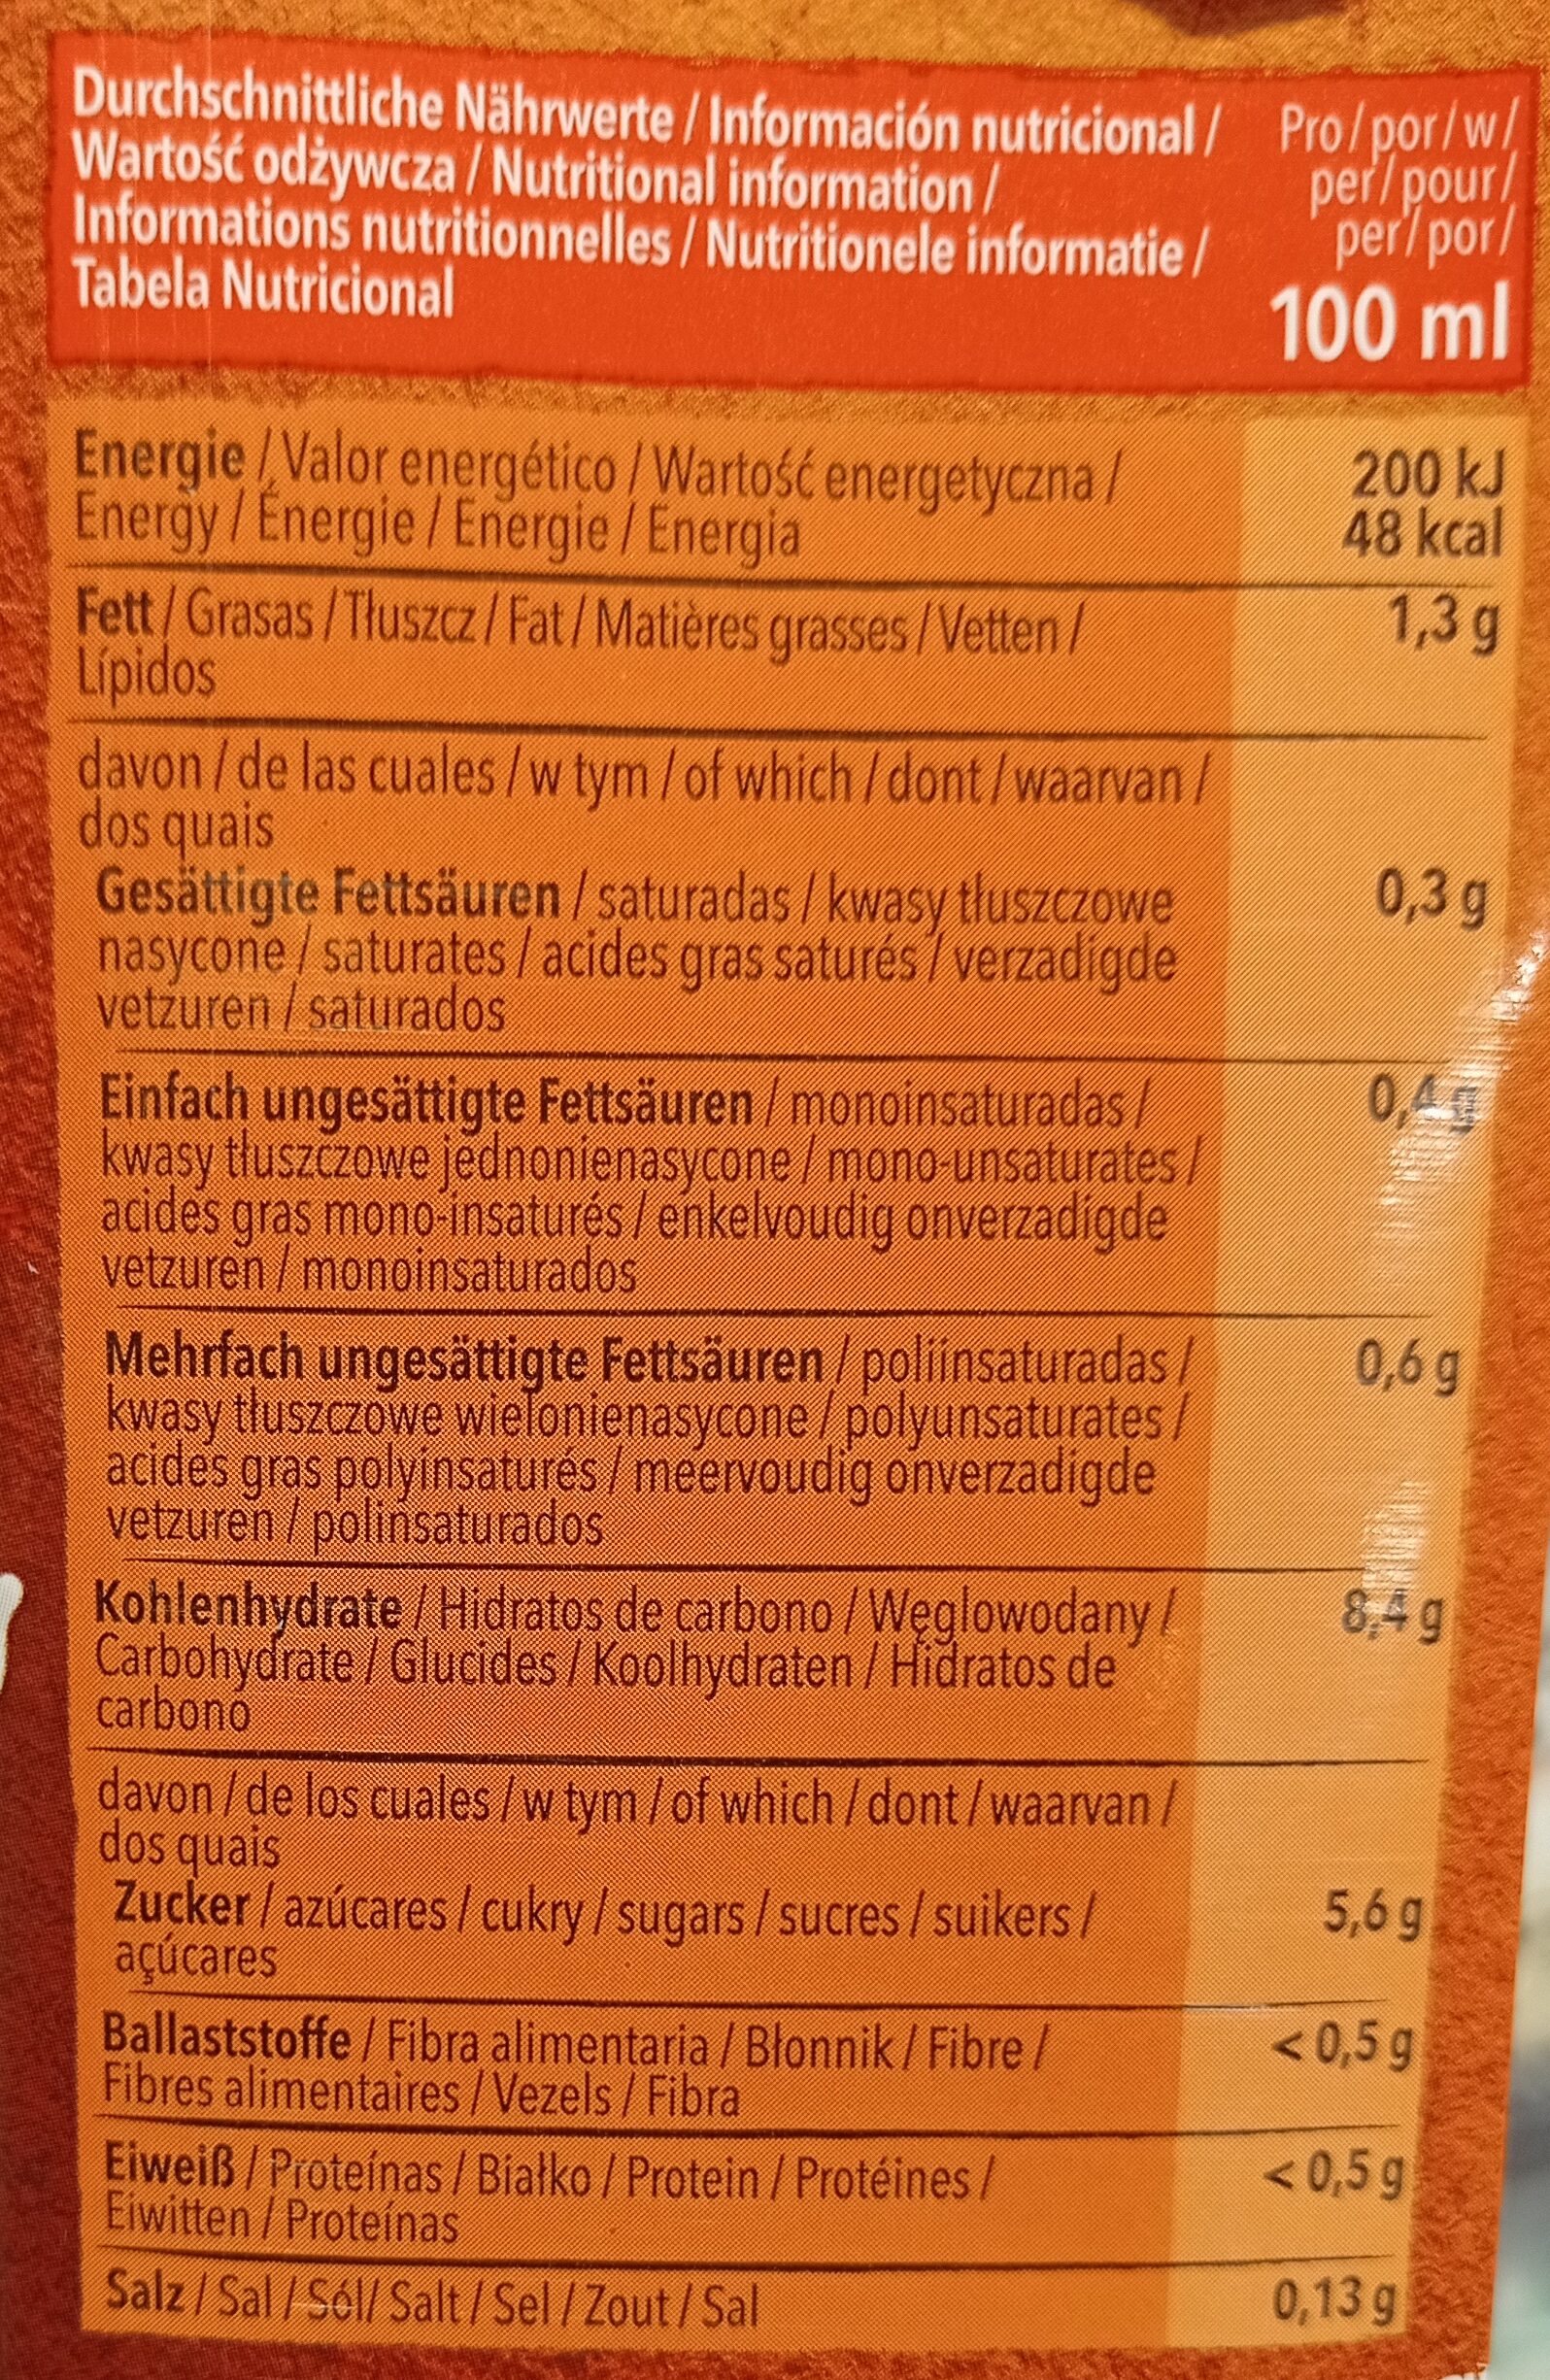 Durchschnittliche Nährwerte / Información nutricional /
Wartość odżywcza / Nutritional information /
Informations nutritionnelles / Nutritionele informatie /
Tabela Nutricional
Pro / por / w /
per / pour /
per / por /
100 ml
Energie / Valor energético / Wartość energetyczna /
Energy / Énergie / Energie / Energia
200 kJ
48 kcal
Fett / Grasas / Tłuszcz / Fat / Matières grasses / Vetten /
Lípidos
1,3 g
davon / de las cuales / w tym / of which / dont / waarvan /
dos quais
Gesättigte Fettsäuren / saturadas / kwasy tłuszczowe
nasycone / saturates / acides gras saturés / verzadigde
vetzuren / saturados
0,3 g
Einfach ungesättigte Fettsäuren / monoinsaturadas /
kwasy tłuszczowe jednonienasycone / mono-unsaturates /
acides gras mono-insaturés / enkelvoudig onverzadigde
vetzuren / monoinsaturados
0,4 g
Mehrfach ungesättigte Fettsäuren / poliinsaturadas /
kwasy tłuszczowe wielonienasycone / polyunsaturates /
acides gras polyinsaturés / meervoudig onverzadigde
vetzuren / polinsaturados
0,6 g
Kohlenhydrate / Hidratos de carbono / Węglowodany /
Carbohydrate / Glucides / Koolhydraten / Hidratos de
carbono
8,4 g
davon / de los cuales / w tym / of which / dont / waarvan /
dos quais
Zucker / azúcares / cukry / sugars / sucres / suikers /
açúcares
5,6 g
Ballaststoffe / Fibra alimentaria / Błonnik / Fibre /
Fibres alimentaires / Vezels / Fibra
< 0,5 g
Eiweiß / Proteínas / Białko / Protein / Protéines /
Eiwitten / Proteínas
< 0,5 g
Salz / Sal / Sól / Salt / Sel / Zout / Sal
0,13 g